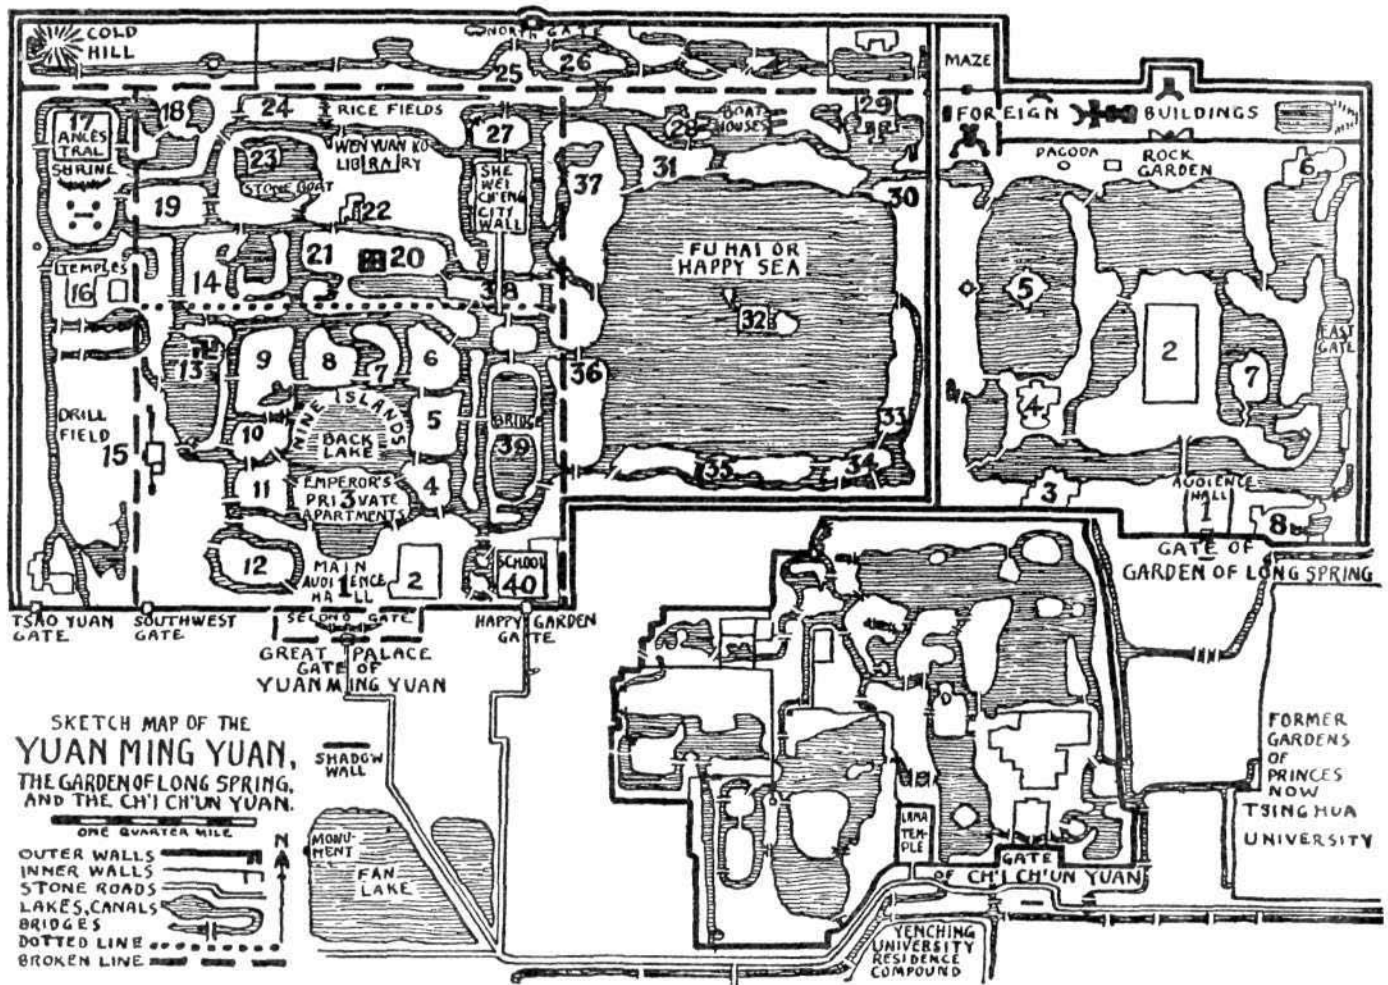 COLD
HILL
NORTH GATE
25
26
MAZE
17
ANCES
TRAL
SHRINE
18
24
RICE FIELDS
27
28
BOAT
HOUSES
29
FOREIGN BUILDINGS
23
STONE BOAT
WEN YUAN KO
LIBRARY
SHE
WEI
CH'ENG
CITY
WALL
37
31
30
PAGODA
ROCK
GARDEN
6
19
22
FU HAI OR
HAPPY SEA
TEMPLES
16
14
21
20
38
5
32
13
9
8
7
6
36
2
EAST
GATE
7
DRILL
FIELD
15
NINE ISLANDS
10
BACK
LAKE
5
BRIDGE
39
33
4
11
EMPEROR'S
PRIVATE
APARTMENTS
3
4
35
34
3
AUDIENCE
HALL
1
8
12
MAIN
AUDIENCE
HALL
1
2
SCHOOL
40
GATE OF
GARDEN OF LONG SPRING
TSAO YUAN
GATE
SOUTHWEST
GATE
SECOND GATE
HAPPY GARDEN
GATE
GREAT PALACE
GATE OF
YUAN MING YUAN
SKETCH MAP OF THE
YUAN MING YUAN,
THE GARDEN OF LONG SPRING,
AND THE CH'I CH'UN YUAN.
ONE QUARTER MILE
SHADOW
WALL
N
OUTER WALLS
INNER WALLS
STONE ROADS
LAKES, CANALS
BRIDGES
DOTTED LINE
BROKEN LINE
MONU-
MENT
FAN
LAKE
LAMA
TEM-
PLE
GATE
OF CH'I CH'UN YUAN
YENCHING
UNIVERSITY
RESIDENCE
COMPOUND
FORMER
GARDENS
OF
PRINCES
NOW
TSING HUA
UNIVERSITY